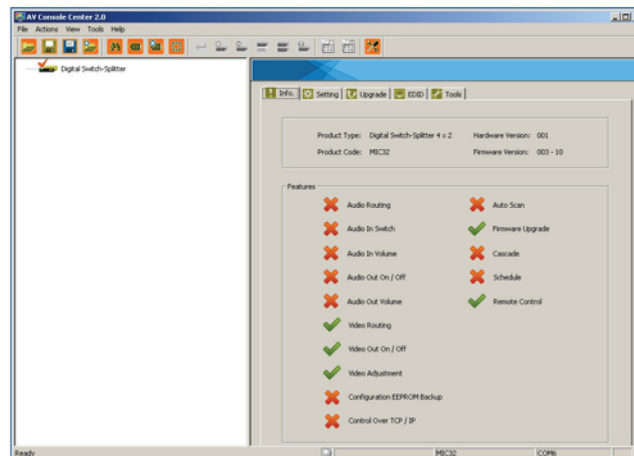 AV Console Center 2.0
File Actions View Tools Help
Digital Switch-Splitter
Info. Setting Upgrade EDID Tools
Product Type: Digital Switch-Splitter 4 x 2 Hardware Version: 001
Product Code: MIC32 Firmware Version: 003 - 10
Features
Audio Routing Auto Scan
Audio In Switch Firmware Upgrade
Audio In Volume Cascade
Audio Out On / Off Schedule
Audio Out Volume Remote Control
Video Routing
Video Out On / Off
Video Adjustment
Configuration EEPROM Backup
Control Over TCP / IP
Ready MIC32 COM6